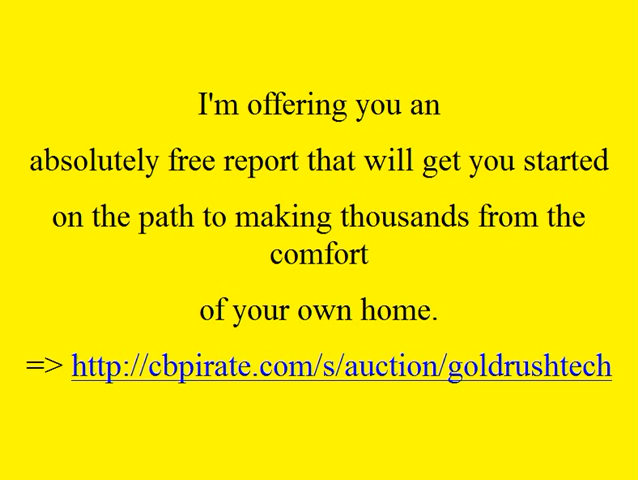 I'm offering you an
absolutely free report that will get you started
on the path to making thousands from the
comfort
of your own home.
=> http://cbpirate.com/s/auction/goldrushtech